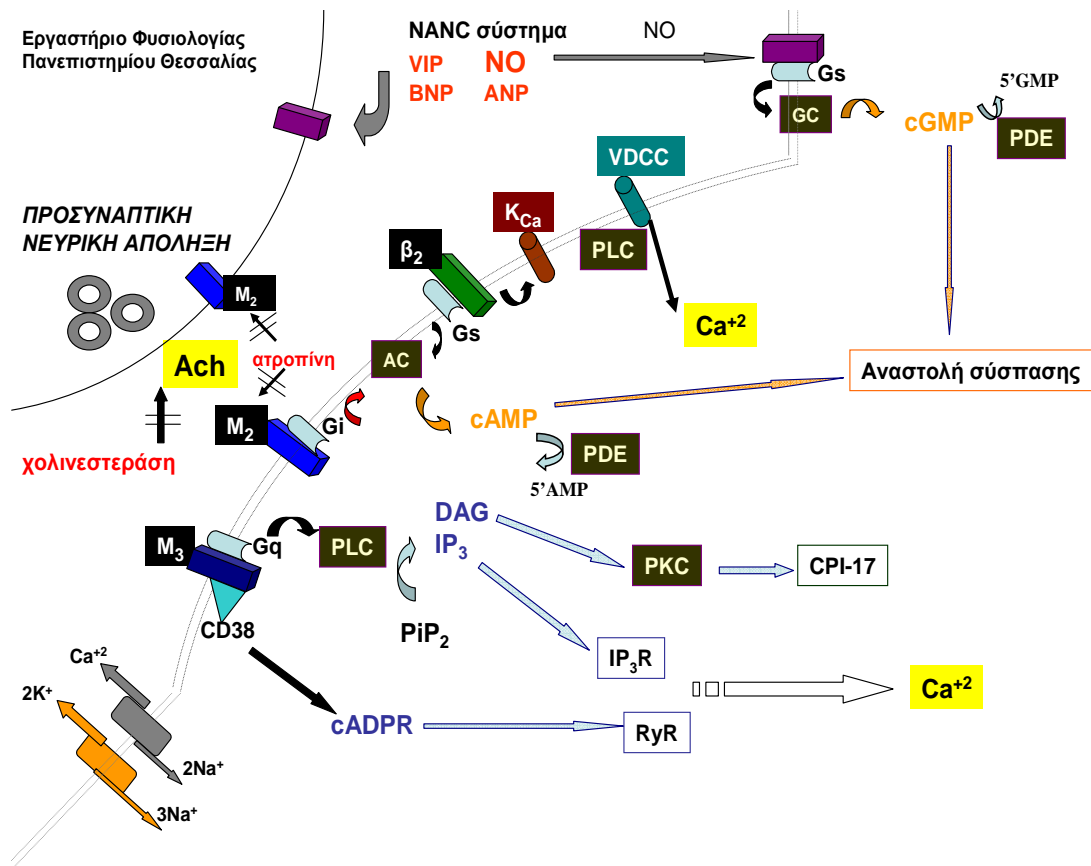 Εργαστήριο Φυσιολογίας
Πανεπιστημίου Θεσσαλίας
NANC σύστημα
VIP NO
BNP ANP
NO
Gs
GC
cGMP
5’GMP
PDE
VDCC
K_Ca
PLC
β₂
Gs
AC
Ca⁺²
ΠΡΟΣΥΝΑΠΤΙΚΗ
ΝΕΥΡΙΚΗ ΑΠΟΛΗΞΗ
M₂
ατροπίνη
Ach
χολινεστεράση
M₂
Gi
cAMP
PDE
5’AMP
Αναστολή σύσπασης
M₃
Gq
PLC
DAG
IP₃
PiP₂
PKC
CPI-17
CD38
IP₃R
Ca⁺²
cADPR
RyR
Ca⁺²
2K⁺
2Na⁺
3Na⁺